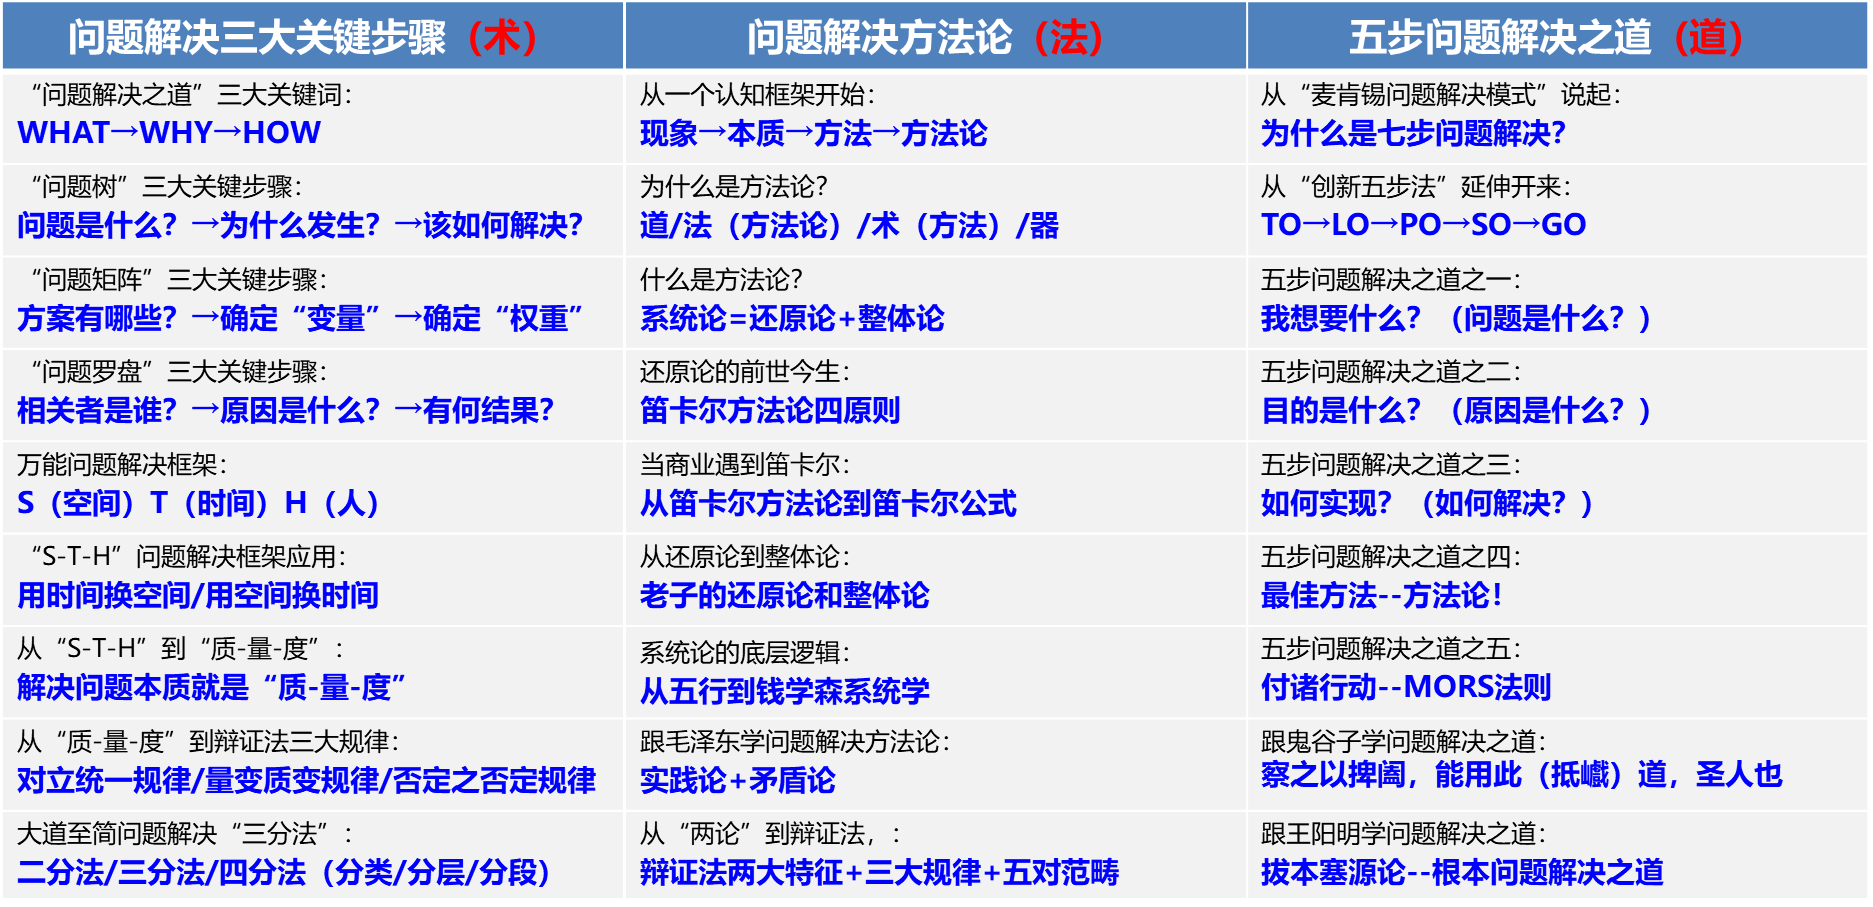 问题解决三大关键步骤（术）
问题解决方法论（法）
五步问题解决之道（道）
“问题解决之道”三大关键词：
WHAT→WHY→HOW
从一个认知框架开始：
现象→本质→方法→方法论
从“麦肯锡问题解决模式”说起：
为什么是七步问题解决？
“问题树”三大关键步骤：
问题是什么？→为什么发生？→该如何解决？
为什么是方法论？
道/法（方法论）/术（方法）/器
从“创新五步法”延伸开来：
TO→LO→PO→SO→GO
“问题矩阵”三大关键步骤：
方案有哪些？→确定“变量”→确定“权重”
什么是方法论？
系统论=还原论+整体论
五步问题解决之道之一：
我想要什么？（问题是什么？）
“问题罗盘”三大关键步骤：
相关者是谁？→原因是什么？→有何结果？
还原论的前世今生：
笛卡尔方法论四原则
五步问题解决之道之二：
目的是什么？（原因是什么？）
万能问题解决框架：
S（空间）T（时间）H（人）
当商业遇到笛卡尔：
从笛卡尔方法论到笛卡尔公式
五步问题解决之道之三：
如何实现？（如何解决？）
“S-T-H”问题解决框架应用：
用时间换空间/用空间换时间
从还原论到整体论：
老子的还原论和整体论
五步问题解决之道之四：
最佳方法--方法论！
从“S-T-H”到“质-量-度”：
解决问题本质就是“质-量-度”
系统论的底层逻辑：
从五行到钱学森系统学
五步问题解决之道之五：
付诸行动--MORS法则
从“质-量-度”到辩证法三大规律：
对立统一规律/量变质变规律/否定之否定规律
跟毛泽东学问题解决方法论：
实践论+矛盾论
跟鬼谷子学问题解决之道：
察之以捭阖，能用此（抵巇）道，圣人也
大道至简问题解决“三分法”：
二分法/三分法/四分法（分类/分层/分段）
从“两论”到辩证法，：
辩证法两大特征+三大规律+五对范畴
跟王阳明学问题解决之道：
拔本塞源论--根本问题解决之道